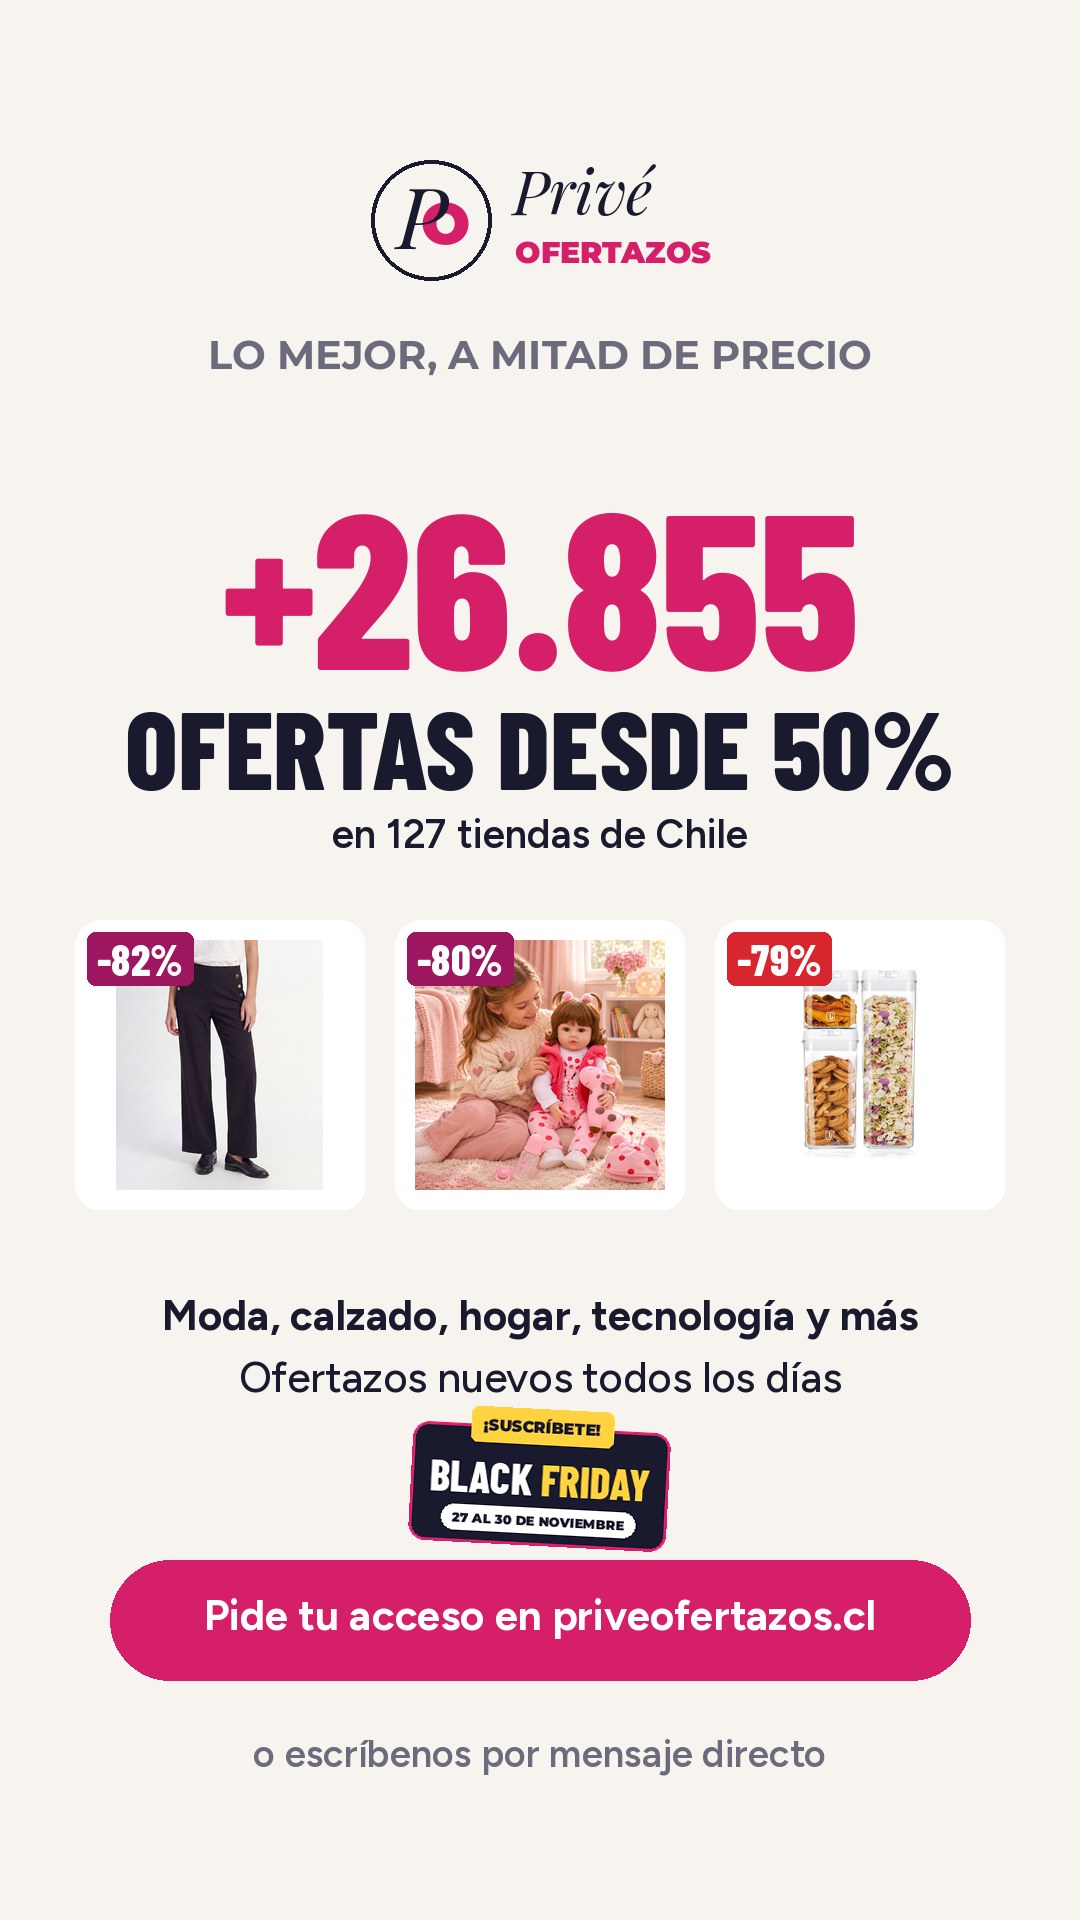 Po
Privé
OFERTAZOS
LO MEJOR, A MITAD DE PRECIO
+26.855
OFERTAS DESDE 50%
en 127 tiendas de Chile
-82%
-80%
-79%
Moda, calzado, hogar, tecnología y más
Ofertazos nuevos todos los días
¡SUSCRÍBETE!
BLACK FRIDAY
27 AL 30 DE NOVIEMBRE
Pide tu acceso en priveofertazos.cl
o escríbenos por mensaje directo